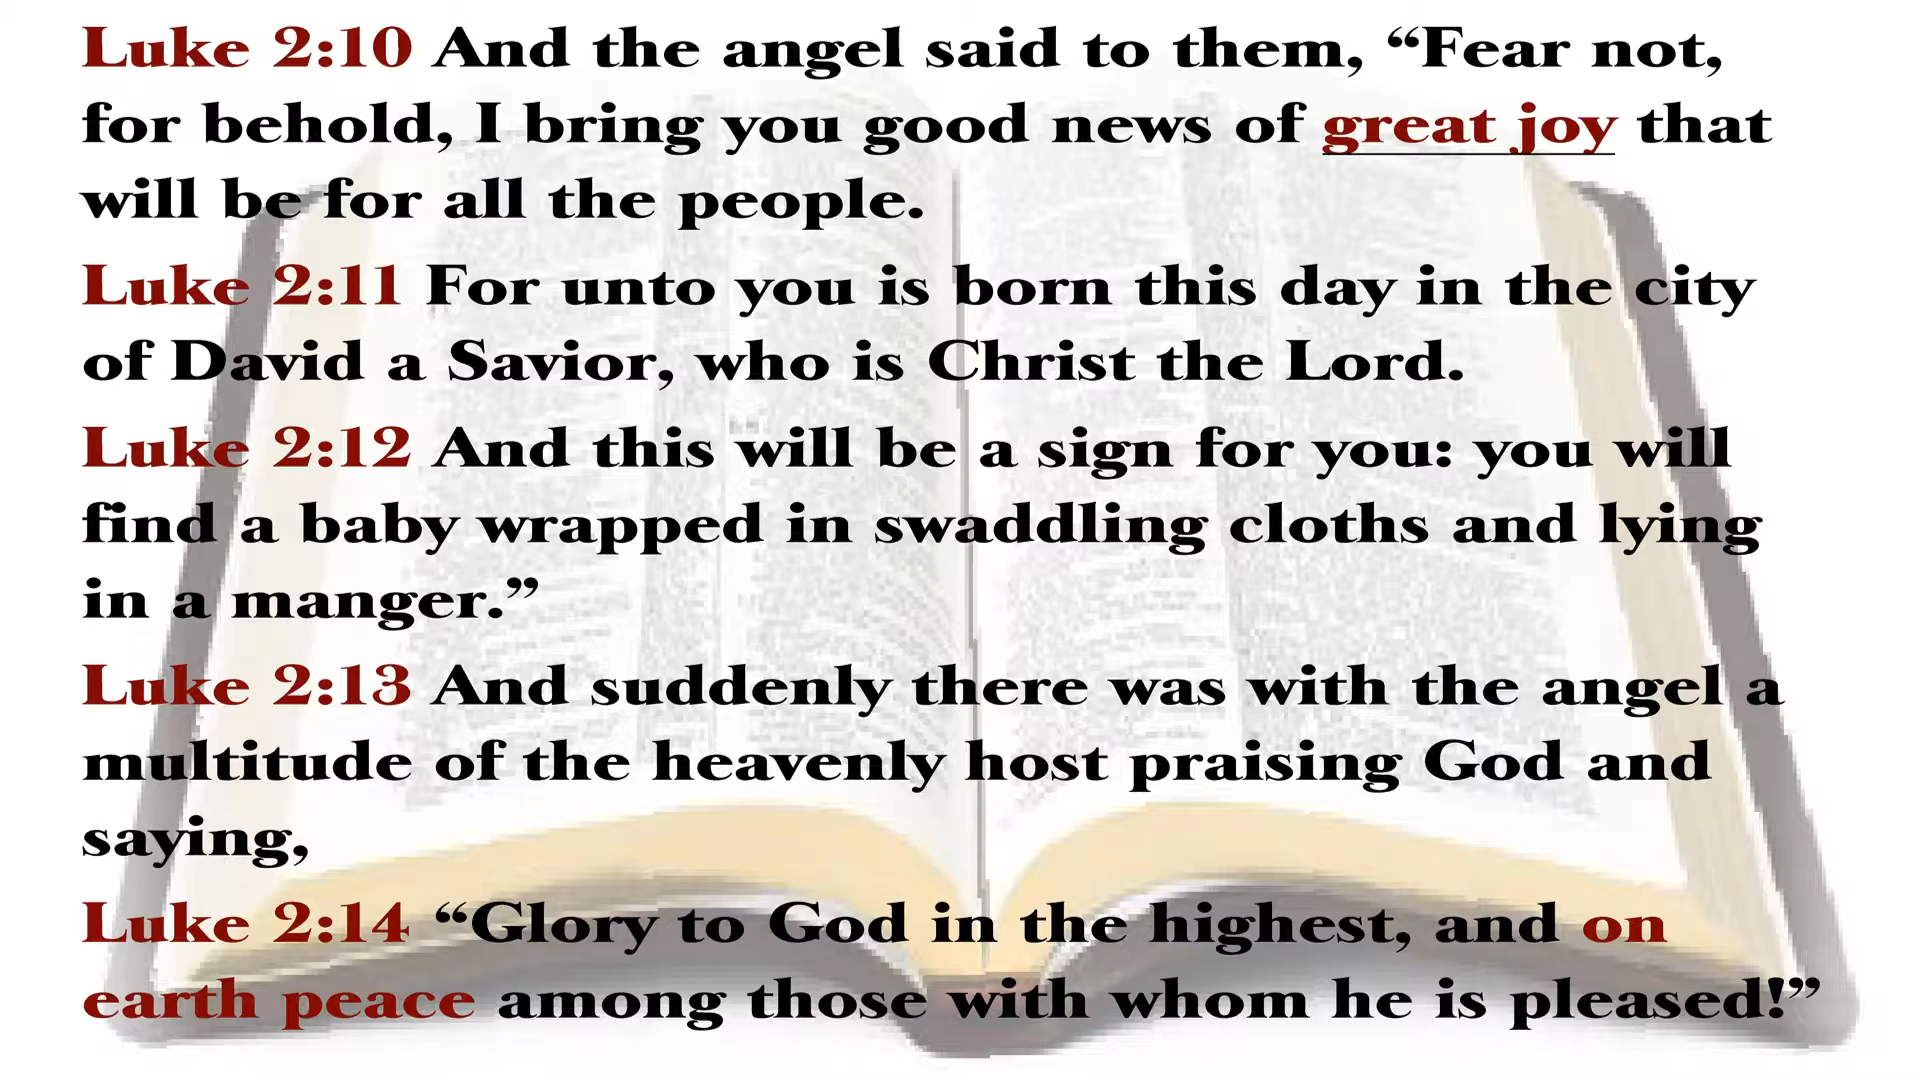 Luke 2:10 And the angel said to them, “Fear not,
for behold, I bring you good news of great joy that
will be for all the people.
Luke 2:11 For unto you is born this day in the city
of David a Savior, who is Christ the Lord.
Luke 2:12 And this will be a sign for you: you will
find a baby wrapped in swaddling cloths and lying
in a manger.”
Luke 2:13 And suddenly there was with the angel a
multitude of the heavenly host praising God and
saying,
Luke 2:14 “Glory to God in the highest, and on
earth peace among those with whom he is pleased!”